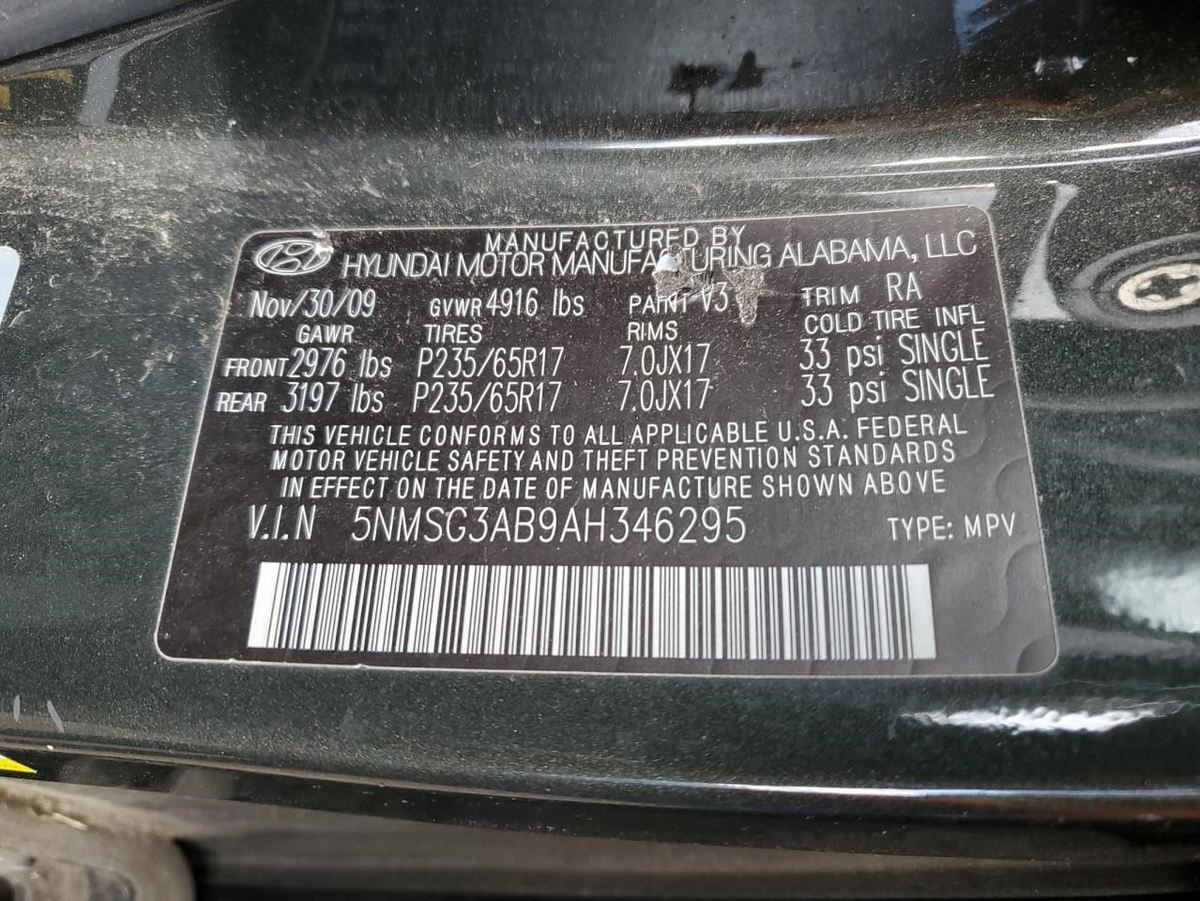 MANUFACTURED BY
HYUNDAI MOTOR MANUFACTURING ALABAMA, LLC
Nov/30/09 GVWR 4916 lbs PAINT V3 TRIM RA
GAWR TIRES RIMS COLD TIRE INFL
FRONT 2976 lbs P235/65R17 7.0JX17 33 psi SINGLE
REAR 3197 lbs P235/65R17 7.0JX17 33 psi SINGLE
THIS VEHICLE CONFORMS TO ALL APPLICABLE U.S.A. FEDERAL
MOTOR VEHICLE SAFETY AND THEFT PREVENTION STANDARDS
IN EFFECT ON THE DATE OF MANUFACTURE SHOWN ABOVE
V.I.N 5NMSG3AB9AH346295 TYPE: MPV